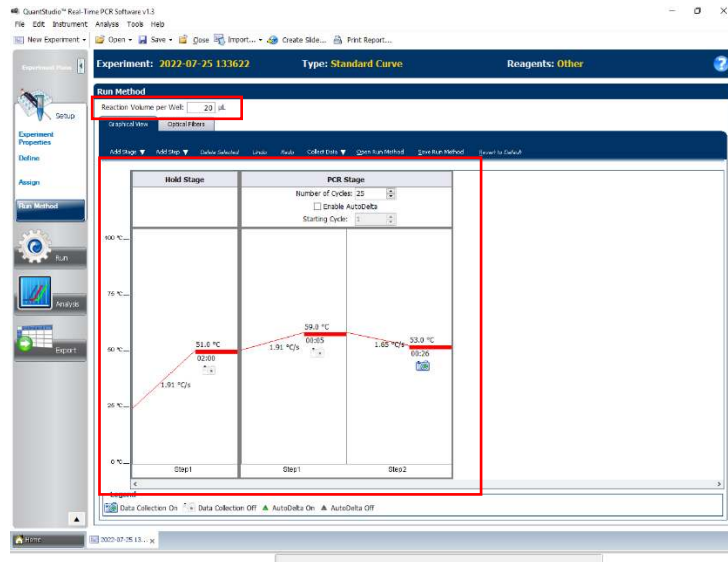 QuantStudio™ Real-Time PCR Software v1.3
File Edit Instrument Analysis Tools Help
New Experiment Open Save Close Import... Create Slide... Print Report...
Experiment Menu
Experiment: 2022-07-25 133622 Type: Standard Curve Reagents: Other
Setup
Experiment Properties
Define
Assign
Run Method
Run
Analysis
Export
Run Method
Reaction Volume per Well: 20 µL
Graphical View Optical Filters
Add Stage Add Step Delete Selected Undo Redo Collect Data Open Run Method Save Run Method Revert to Default
Hold Stage PCR Stage
Number of Cycles: 25
Enable AutoDelta
Starting Cycle: 1
100 °C
75 °C
59.0 °C
00:05
53.0 °C
00:26
51.0 °C
02:00
50 °C
1.91 °C/s
1.65 °C/s
1.91 °C/s
25 °C
0 °C
Step1 Step1 Step2
Legend
Data Collection On Data Collection Off AutoDelta On AutoDelta Off
Home 2022-07-25 13... x